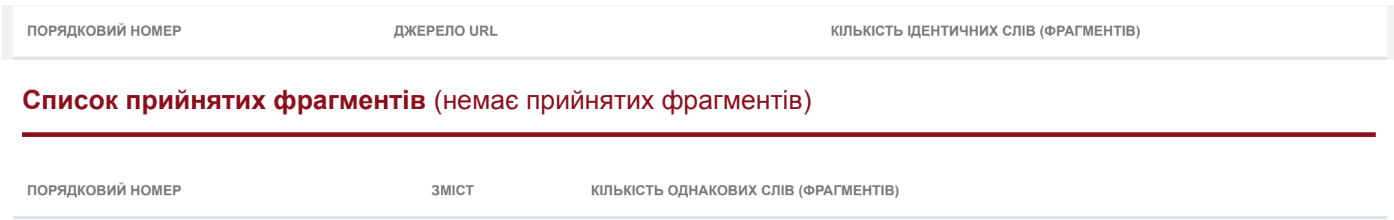 ПОРЯДКОВИЙ НОМЕР ДЖЕРЕЛО URL КІЛЬКІСТЬ ІДЕНТИЧНИХ СЛІВ (ФРАГМЕНТІВ)
Список прийнятих фрагментів (немає прийнятих фрагментів)
ПОРЯДКОВИЙ НОМЕР ЗМІСТ КІЛЬКІСТЬ ОДНАКОВИХ СЛІВ (ФРАГМЕНТІВ)